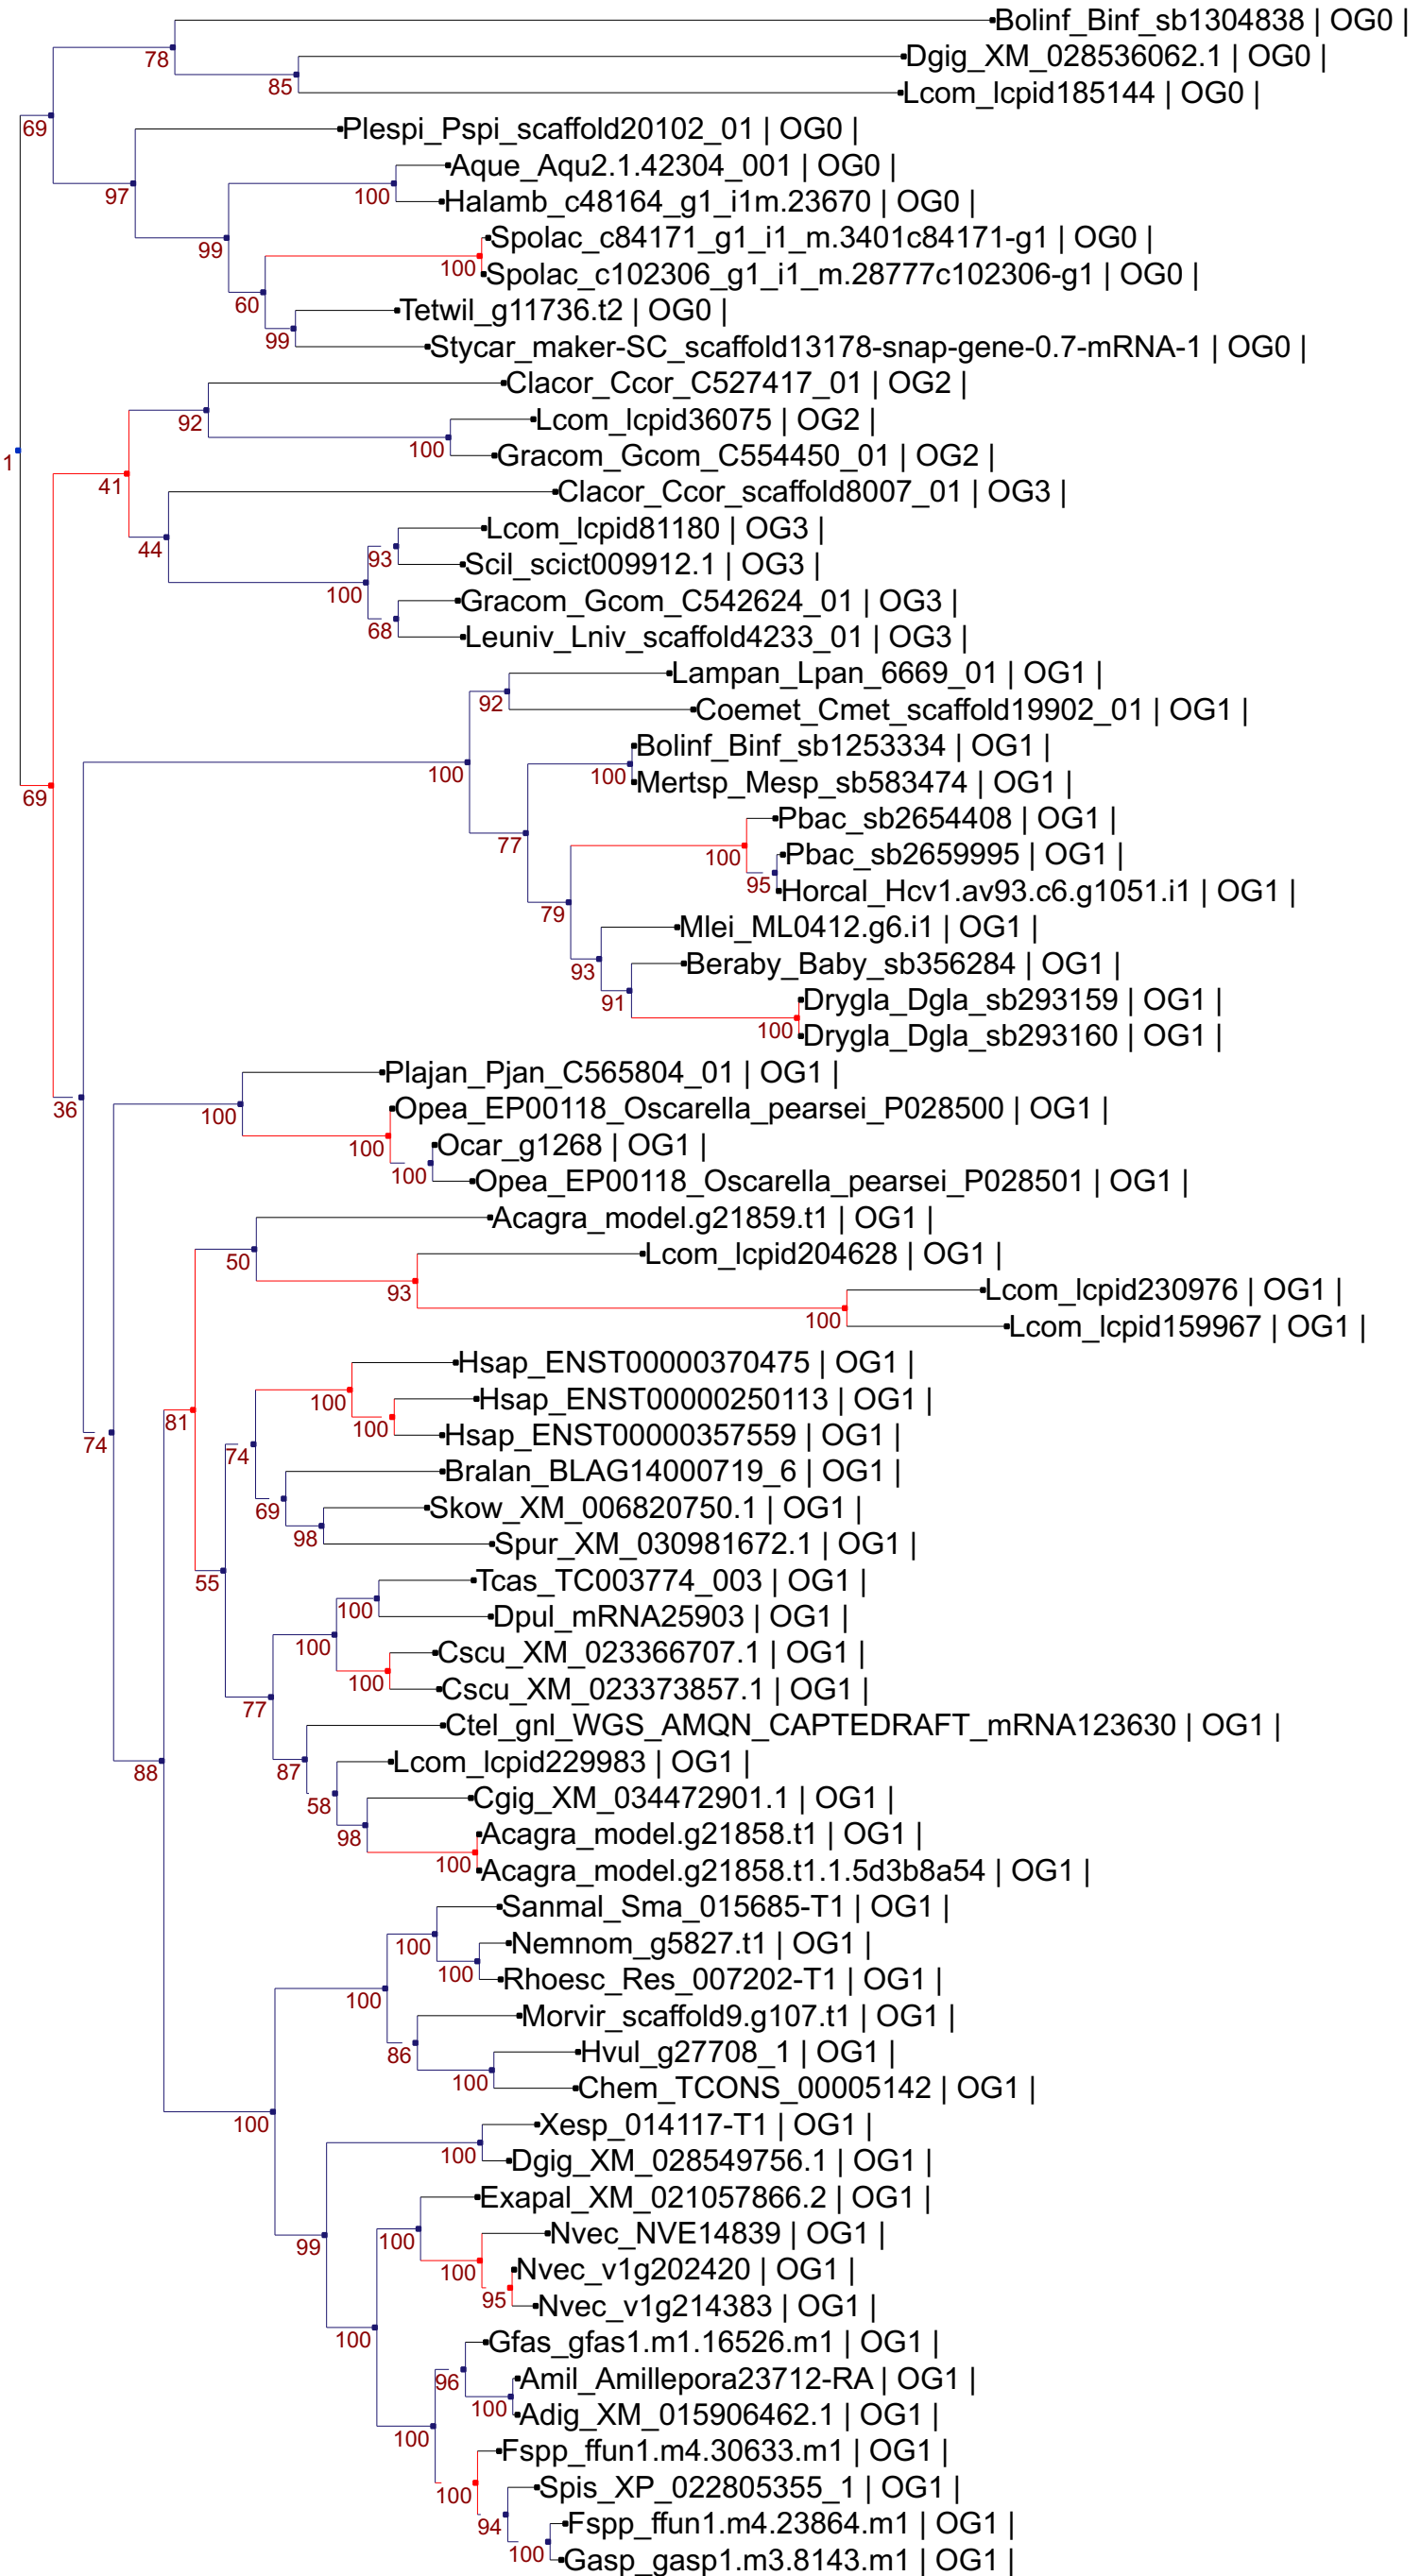 Bolinf_Binf_sb1304838 | OG0 |
78
Dgig_XM_028536062.1 | OG0 |
85
Lcom_lcpid185144 | OG0 |
69
Plespi_Pspi_scaffold20102_01 | OG0 |
Aque_Aqu2.1.42304_001 | OG0 |
97
100
Halamb_c48164_g1_i1m.23670 | OG0 |
Spolac_c84171_g1_i1_m.3401c84171-g1 | OG0 |
99
100
Spolac_c102306_g1_i1_m.28777c102306-g1 | OG0 |
60
Tetwil_g11736.t2 | OG0 |
99
Stycar_maker-SC_scaffold13178-snap-gene-0.7-mRNA-1 | OG0 |
Clacor_Ccor_C527417_01 | OG2 |
92
Lcom_lcpid36075 | OG2 |
100
Gracom_Gcom_C554450_01 | OG2 |
1
41
Clacor_Ccor_scaffold8007_01 | OG3 |
Lcom_lcpid81180 | OG3 |
44
93
Scil_scict009912.1 | OG3 |
100
Gracom_Gcom_C542624_01 | OG3 |
68
Leuniv_Lniv_scaffold4233_01 | OG3 |
Lampan_Lpan_6669_01 | OG1 |
92
Coemet_Cmet_scaffold19902_01 | OG1 |
Bolinf_Binf_sb1253334 | OG1 |
100
100
Mertsp_Mesp_sb583474 | OG1 |
69
Pbac_sb2654408 | OG1 |
77
100
Pbac_sb2659995 | OG1 |
95
Horcal_Hcv1.av93.c6.g1051.i1 | OG1 |
79
Mlei_ML0412.g6.i1 | OG1 |
93
Beraby_Baby_sb356284 | OG1 |
91
Drygla_Dgla_sb293159 | OG1 |
100
Drygla_Dgla_sb293160 | OG1 |
Plajan_Pjan_C565804_01 | OG1 |
36
100
Opea_EP00118_Oscarella_pearsei_P028500 | OG1 |
100
Ocar_g1268 | OG1 |
100
Opea_EP00118_Oscarella_pearsei_P028501 | OG1 |
Acagra_model.g21859.t1 | OG1 |
50
Lcom_lcpid204628 | OG1 |
93
Lcom_lcpid230976 | OG1 |
100
Lcom_lcpid159967 | OG1 |
Hsap_ENST00000370475 | OG1 |
100
Hsap_ENST00000250113 | OG1 |
81
100
Hsap_ENST00000357559 | OG1 |
74
74
Bralan_BLAG14000719_6 | OG1 |
69
Skow_XM_006820750.1 | OG1 |
98
Spur_XM_030981672.1 | OG1 |
55
Tcas_TC003774_003 | OG1 |
100
Dpul_mRNA25903 | OG1 |
100
Cscu_XM_023366707.1 | OG1 |
100
Cscu_XM_023373857.1 | OG1 |
77
Ctel_gnl_WGS_AMQN_CAPTEDRAFT_mRNA123630 | OG1 |
88
87
Lcom_lcpid229983 | OG1 |
58
Cgig_XM_034472901.1 | OG1 |
98
Acagra_model.g21858.t1 | OG1 |
100
Acagra_model.g21858.t1.1.5d3b8a54 | OG1 |
Sanmal_Sma_015685-T1 | OG1 |
100
Nemnom_g5827.t1 | OG1 |
100
Rhoesc_Res_007202-T1 | OG1 |
100
Morvir_scaffold9.g107.t1 | OG1 |
86
Hvul_g27708_1 | OG1 |
100
Chem_TCONS_00005142 | OG1 |
100
Xesp_014117-T1 | OG1 |
100
Dgig_XM_028549756.1 | OG1 |
Exapal_XM_021057866.2 | OG1 |
99
100
Nvec_NVE14839 | OG1 |
100
Nvec_v1g202420 | OG1 |
95
Nvec_v1g214383 | OG1 |
100
Gfas_gfas1.m1.16526.m1 | OG1 |
96
Amil_Amillepora23712-RA | OG1 |
100
Adig_XM_015906462.1 | OG1 |
100
Fspp_ffun1.m4.30633.m1 | OG1 |
100
Spis_XP_022805355_1 | OG1 |
94
Fspp_ffun1.m4.23864.m1 | OG1 |
100
Gasp_gasp1.m3.8143.m1 | OG1 |